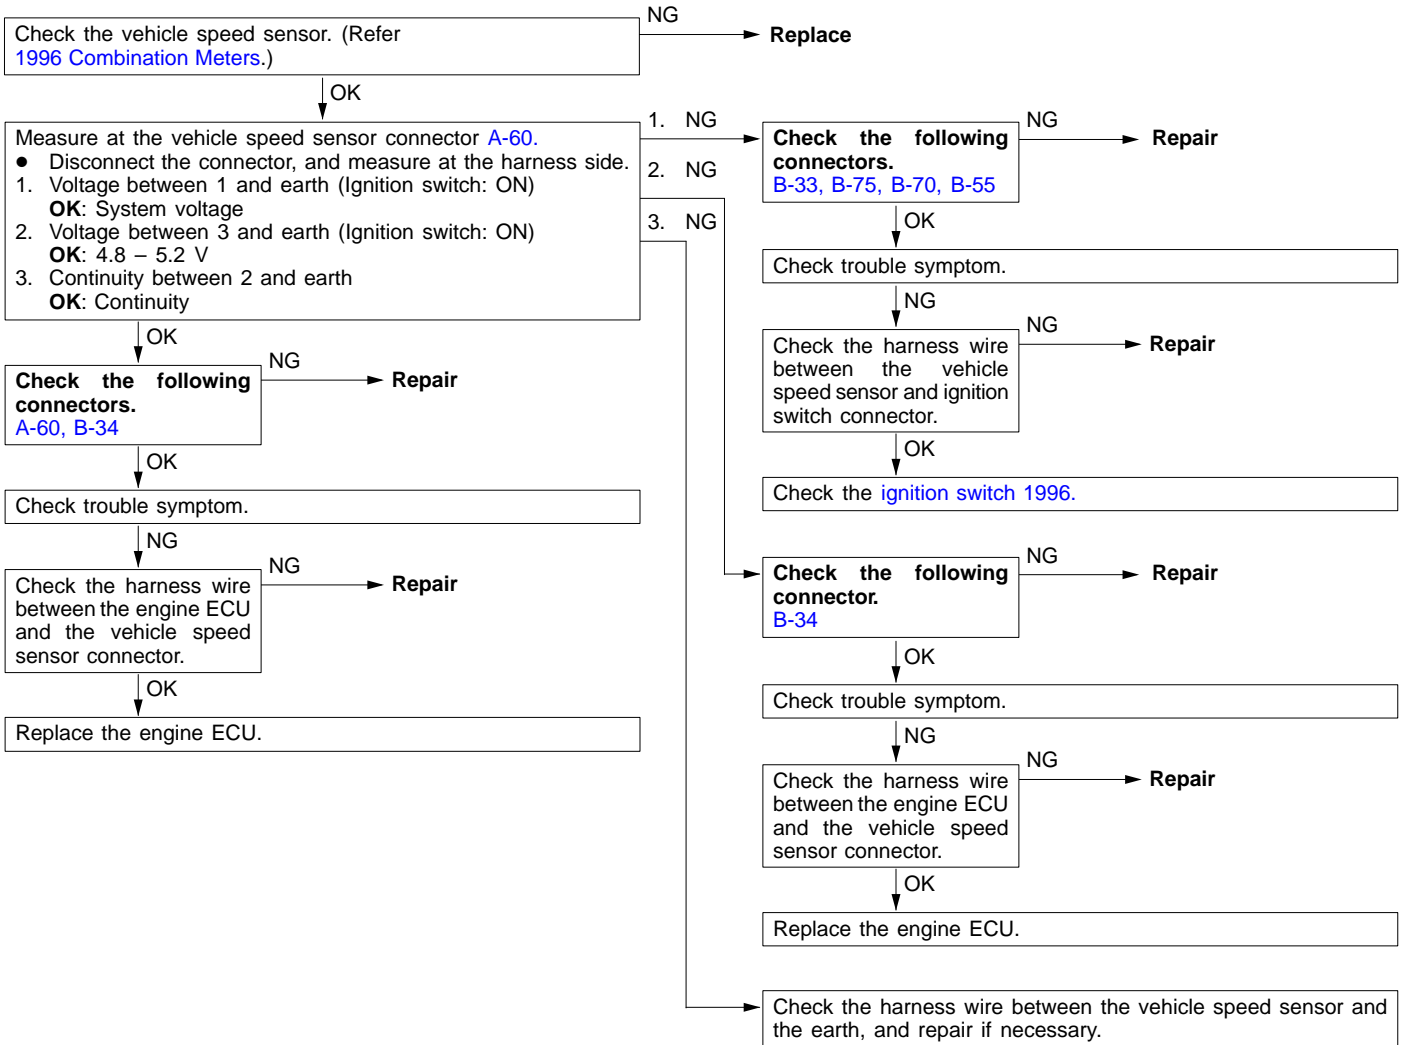 Check the vehicle speed sensor. (Refer
1996 Combination Meters.)
NG
Replace
OK
Measure at the vehicle speed sensor connector A-60.
● Disconnect the connector, and measure at the harness side.
1. Voltage between 1 and earth (Ignition switch: ON)
OK: System voltage
2. Voltage between 3 and earth (Ignition switch: ON)
OK: 4.8 – 5.2 V
3. Continuity between 2 and earth
OK: Continuity
OK
Check the following
connectors.
A-60, B-34
NG
Repair
OK
Check trouble symptom.
NG
Check the harness wire
between the engine ECU
and the vehicle speed
sensor connector.
NG
Repair
OK
Replace the engine ECU.
1. NG
2. NG
3. NG
Check the following
connectors.
B-33, B-75, B-70, B-55
NG
Repair
OK
Check trouble symptom.
NG
Check the harness wire
between the vehicle
speed sensor and ignition
switch connector.
NG
Repair
OK
Check the ignition switch 1996.
Check the following
connector.
B-34
NG
Repair
OK
Check trouble symptom.
NG
Check the harness wire
between the engine ECU
and the vehicle speed
sensor connector.
NG
Repair
OK
Replace the engine ECU.
Check the harness wire between the vehicle speed sensor and
the earth, and repair if necessary.